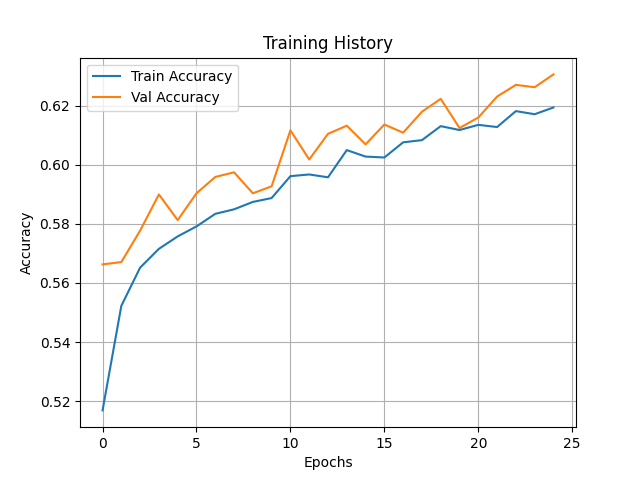 Training History
Train Accuracy
Val Accuracy
Accuracy
0.62
0.60
0.58
0.56
0.54
0.52
0 5 10 15 20 25
Epochs